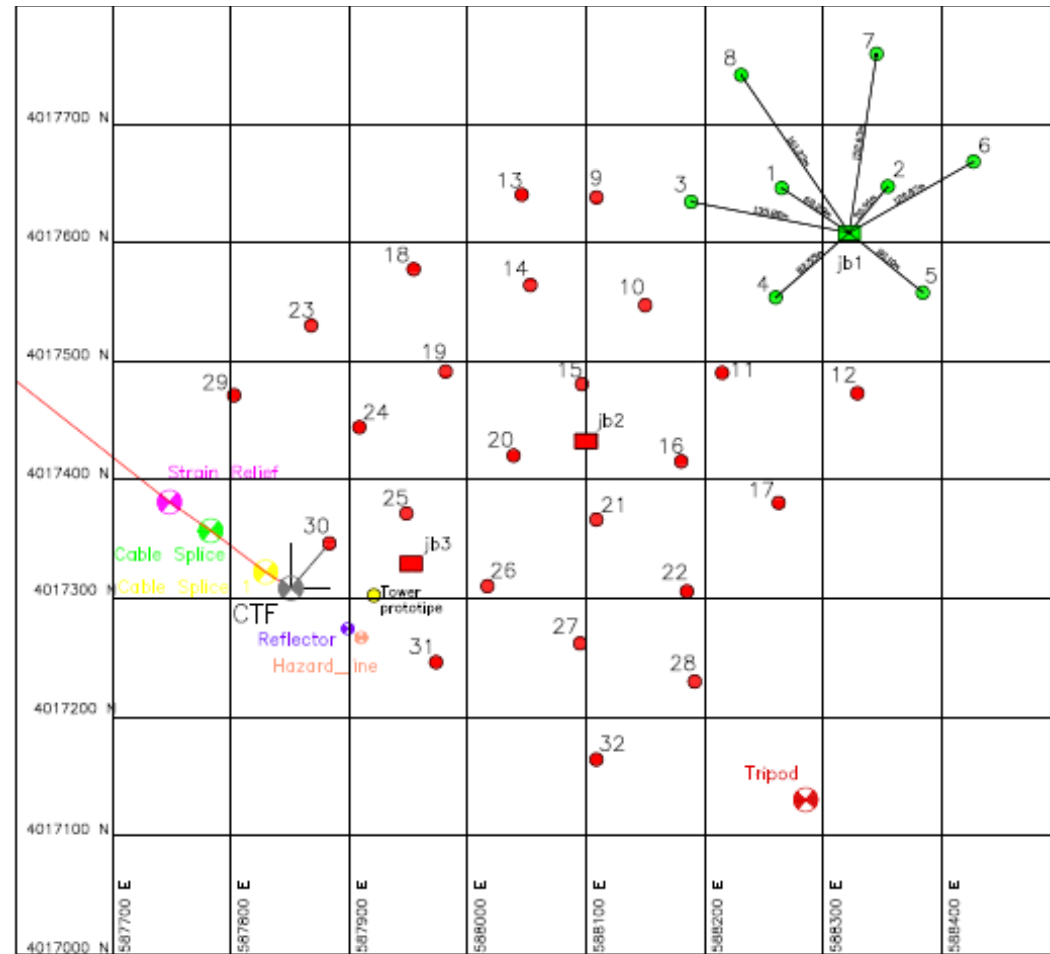 7
8
4017700 N
6
1
2
13
9
3
4017600 N
jb1
18
14
10
4
5
23
4017500 N
19
15
11
12
29
24
jb2
20
16
4017400 N
Strain Relief
25
21
17
30
Cable Splice
jb3
Cable Splice 1
26
22
4017300 N
Tower
prototipe
CTF
Reflector
27
31
Hazard_line
28
4017200 N
32
Tripod
4017100 N
587700 E
587800 E
587900 E
588000 E
588100 E
588200 E
588300 E
588400 E
4017000 N